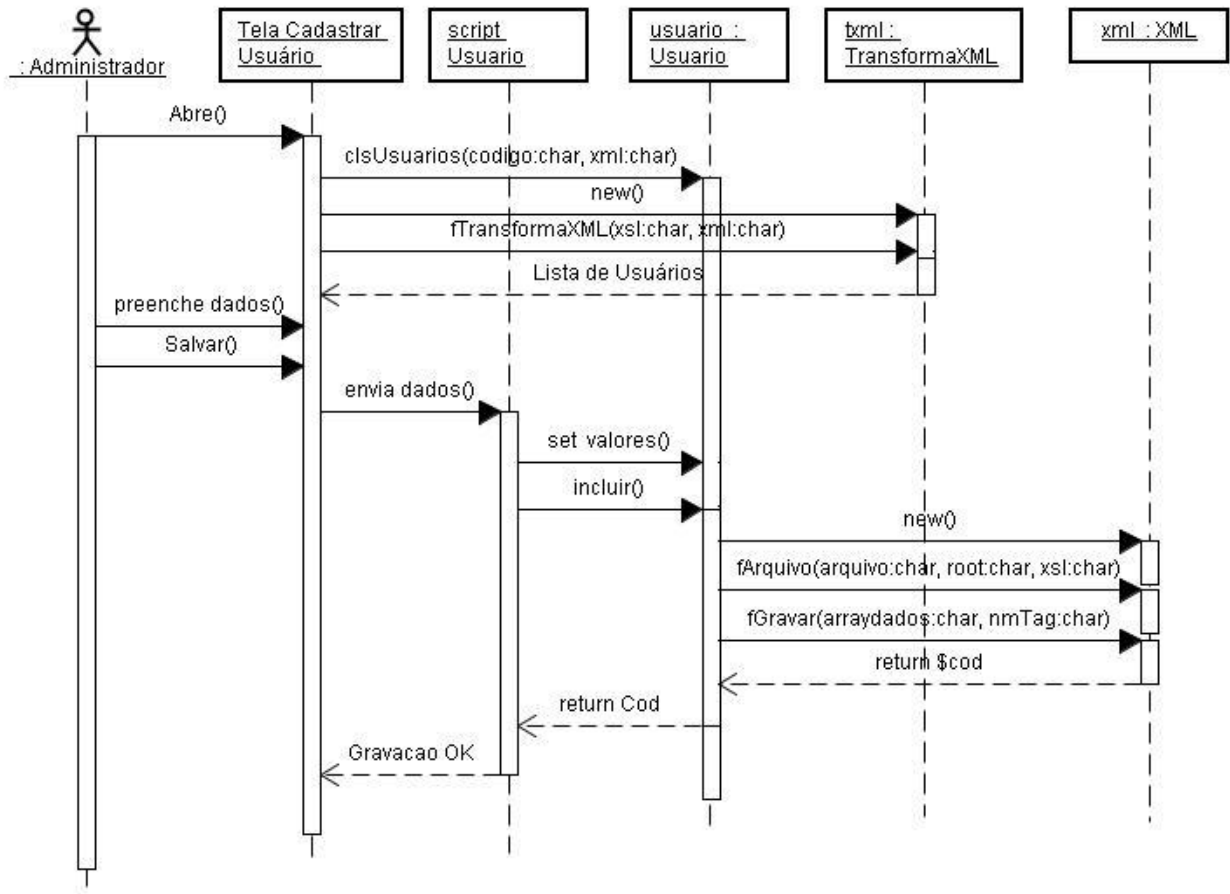 : Administrador
Tela Cadastrar
Usuário
script
Usuario
usuario :
Usuario
txml :
TransformaXML
xml : XML
Abre()
clsUsuarios(codigo:char, xml:char)
new()
fTransformaXML(xsl:char, xml:char)
Lista de Usuários
preenche dados()
Salvar()
envia dados()
set valores()
incluir()
new()
fArquivo(arquivo:char, root:char, xsl:char)
fGravar(arraydados:char, nmTag:char)
return $cod
return Cod
Gravacao OK